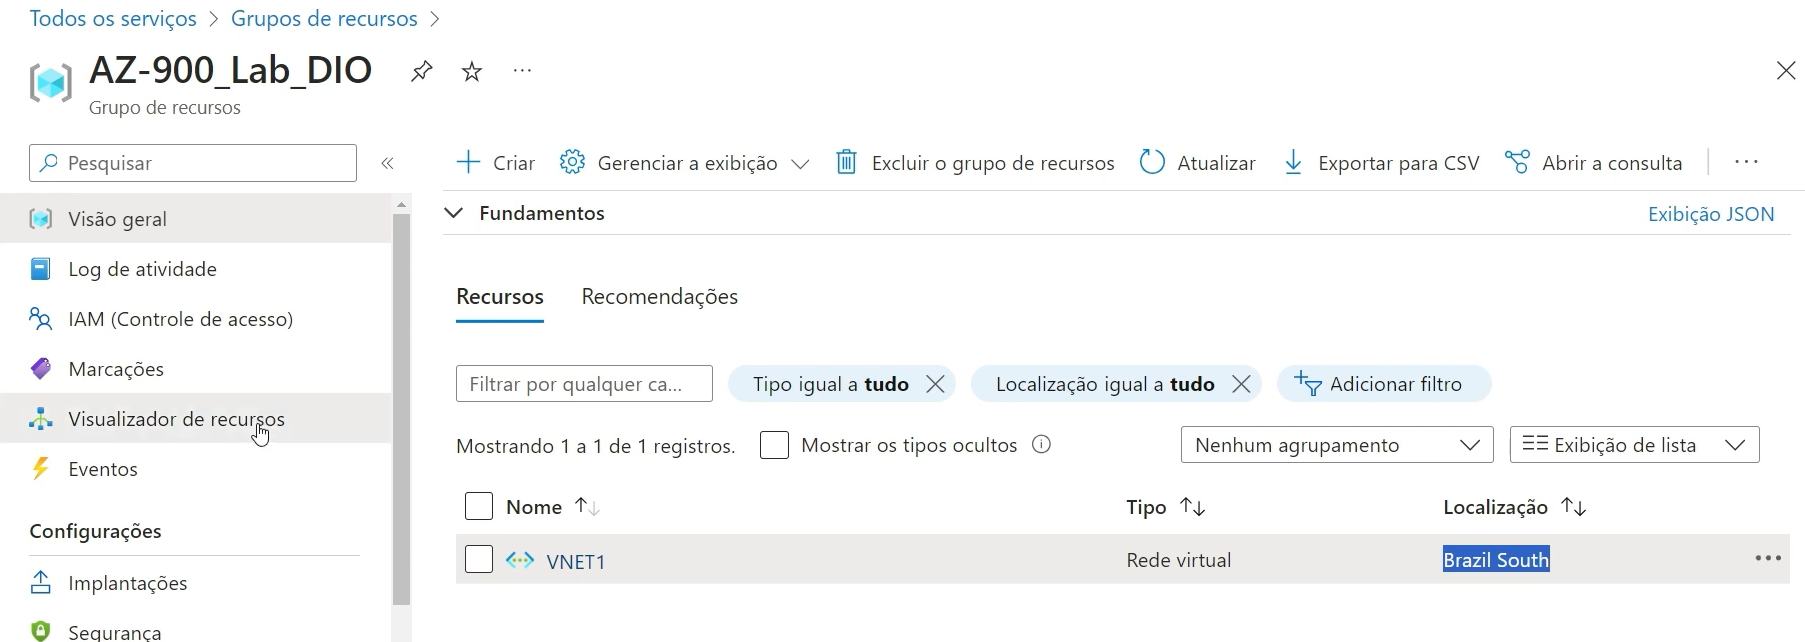 Todos os serviços > Grupos de recursos >
AZ-900_Lab_DIO ...
Grupo de recursos
Pesquisar «
Criar Gerenciar a exibição Excluir o grupo de recursos Atualizar Exportar para CSV Abrir a consulta ...
Visão geral
Log de atividade
IAM (Controle de acesso)
Marcações
Visualizador de recursos
Eventos
Configurações
Implantações
Segurança
Fundamentos Exibição JSON
Recursos Recomendações
Filtrar por qualquer ca... Tipo igual a tudo Localização igual a tudo Adicionar filtro
Mostrando 1 a 1 de 1 registros. Mostrar os tipos ocultos Nenhum agrupamento Exibição de lista
Nome Tipo Localização
VNET1 Rede virtual Brazil South ...